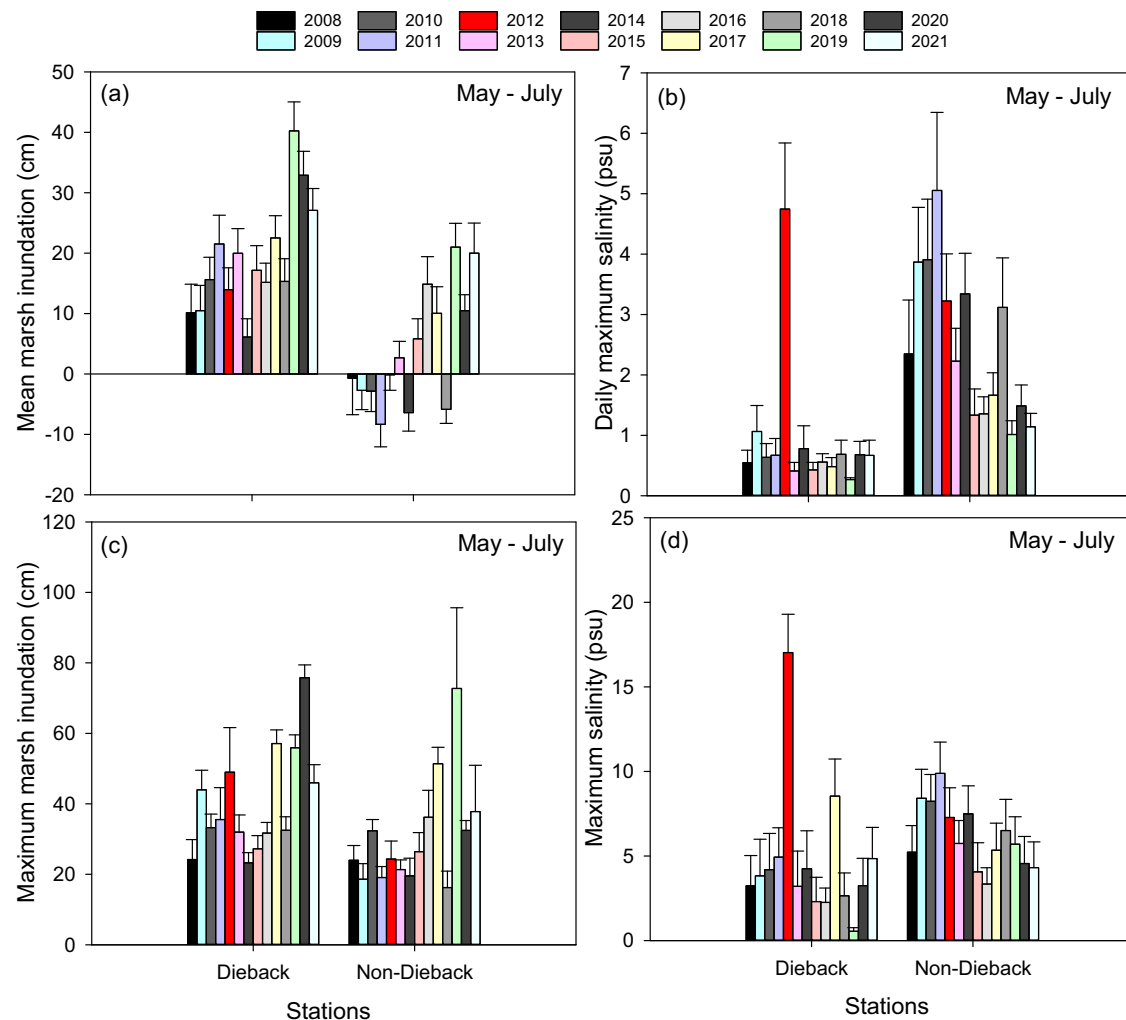 2008 2010 2012 2014 2016 2018 2020
2009 2011 2013 2015 2017 2019 2021
(a) May - July
Mean marsh inundation (cm)
50
40
30
20
10
0
-10
-20
(b) May - July
Daily maximum salinity (psu)
7
6
5
4
3
2
1
0
(c) May - July
Maximum marsh inundation (cm)
120
100
80
60
40
20
0
Dieback Non-Dieback
Stations
(d) May - July
Maximum salinity (psu)
25
20
15
10
5
0
Dieback Non-Dieback
Stations